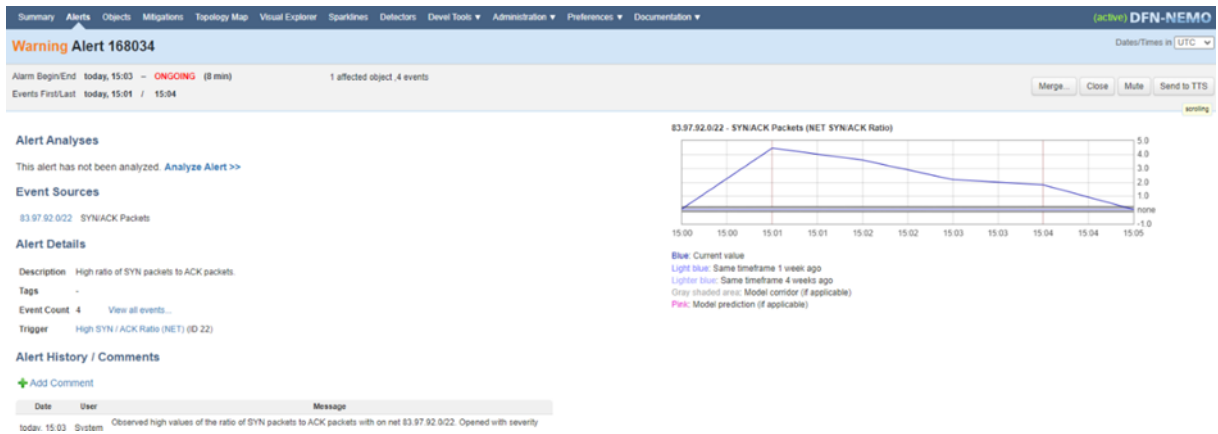 Summary Alerts Objects Mitigations Topology Map Visual Explorer Sparklines Detectors Devel Tools ▼ Administration ▼ Preferences ▼ Documentation ▼ (active) DFN-NEMO
Warning Alert 168034 Dates/Times in UTC
Alarm Begin/End today, 15:03 – ONGOING (8 min) 1 affected object ,4 events
Events First/Last today, 15:01 / 15:04
Merge... Close Mute Send to TTS
scrolling
Alert Analyses
This alert has not been analyzed. Analyze Alert >>
Event Sources
83.97.92.0/22 SYN/ACK Packets
Alert Details
Description High ratio of SYN packets to ACK packets.
Tags -
Event Count 4 View all events...
Trigger High SYN / ACK Ratio (NET) (ID 22)
Alert History / Comments
Add Comment
Date User Message
today, 15:03 System Observed high values of the ratio of SYN packets to ACK packets with on net 83.97.92.0/22. Opened with severity
83.97.92.0/22 - SYN/ACK Packets (NET SYN/ACK Ratio)
5.0
4.0
3.0
2.0
1.0
none
-1.0
15:00 15:00 15:01 15:01 15:02 15:02 15:03 15:03 15:04 15:04 15:05
Blue: Current value
Light blue: Same timeframe 1 week ago
Lighter blue: Same timeframe 4 weeks ago
Gray shaded area: Model corridor (if applicable)
Pink: Model prediction (if applicable)